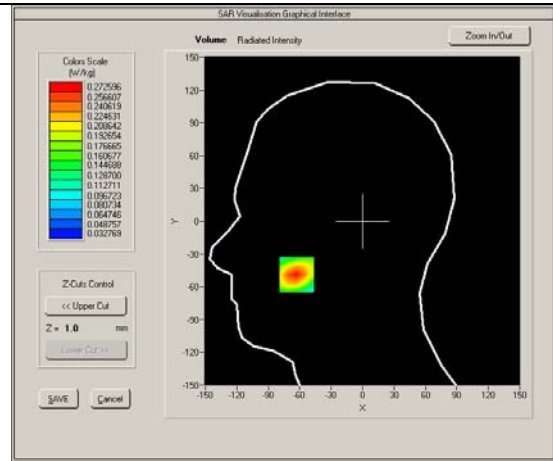 SAR Visualisation Graphical Interface
Volume Radiated Intensity
Zoom In/Out
Colors Scale
(W/kg)
0.272596
0.256607
0.240619
0.224631
0.208642
0.192654
0.176665
0.160677
0.144688
0.128700
0.112711
0.096723
0.080734
0.064746
0.048757
0.032769
Z-Cuts Control
<< Upper Cut
Z = 1.0 mm
Lower Cut >>
SAVE Cancel
150
120
90
60
30
0
-30
-60
-90
-120
-150
Y
-150 -120 -90 -60 -30 0 30 60 90 120 150
X